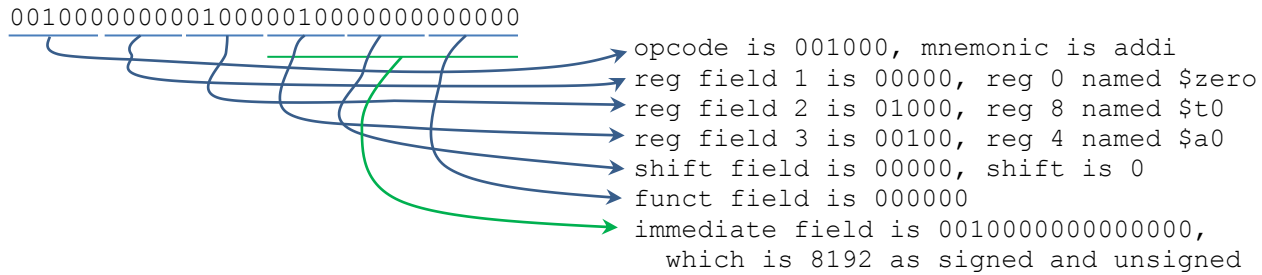 00100000000010000010000000000000
opcode is 001000, mnemonic is addi
reg field 1 is 00000, reg 0 named $zero
reg field 2 is 01000, reg 8 named $t0
reg field 3 is 00100, reg 4 named $a0
shift field is 00000, shift is 0
funct field is 000000
immediate field is 0010000000000000,
which is 8192 as signed and unsigned